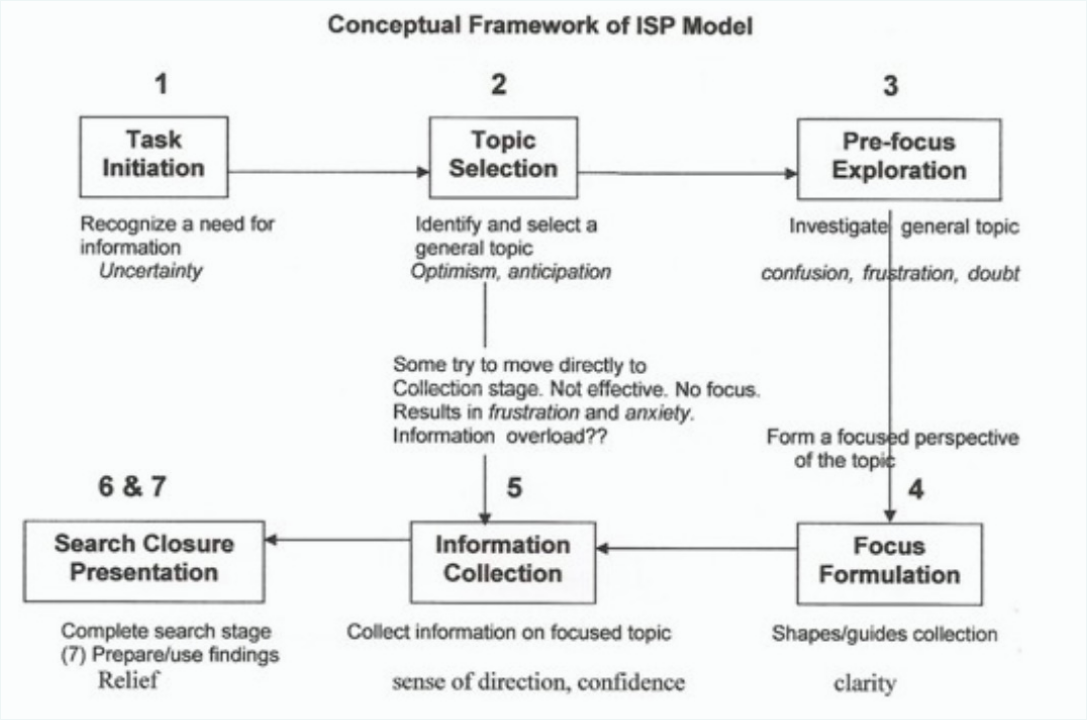 Conceptual Framework of ISP Model
1
Task
Initiation
Recognize a need for
information
Uncertainty
2
Topic
Selection
Identify and select a
general topic
Optimism, anticipation
3
Pre-focus
Exploration
Investigate general topic
confusion, frustration, doubt
Some try to move directly to
Collection stage. Not effective. No focus.
Results in frustration and anxiety.
Information overload??
Form a focused perspective
of the topic
4
Focus
Formulation
Shapes/guides collection
clarity
5
Information
Collection
Collect information on focused topic
sense of direction, confidence
6 & 7
Search Closure
Presentation
Complete search stage
(7) Prepare/use findings
Relief